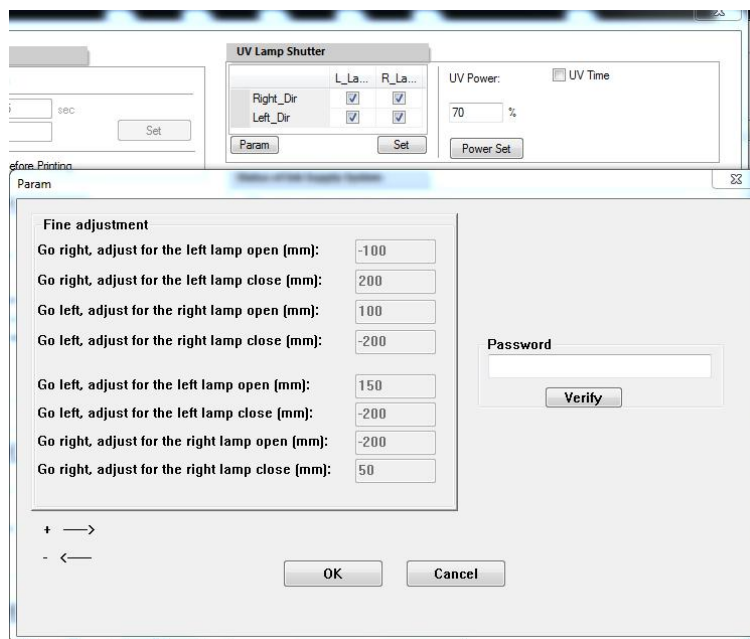 UV Lamp Shutter
L_La... R_La...
Right_Dir
Left_Dir
Param
Set
UV Power:
UV Time
70 %
Power Set
sec
Set
efore Printing
Param
Fine adjustment
Go right, adjust for the left lamp open (mm): -100
Go right, adjust for the left lamp close (mm): 200
Go left, adjust for the right lamp open (mm): 100
Go left, adjust for the right lamp close (mm): -200
Go left, adjust for the left lamp open (mm): 150
Go left, adjust for the left lamp close (mm): -200
Go right, adjust for the right lamp open (mm): -200
Go right, adjust for the right lamp close (mm): 50
Password
Verify
+ --->
- <---
OK
Cancel